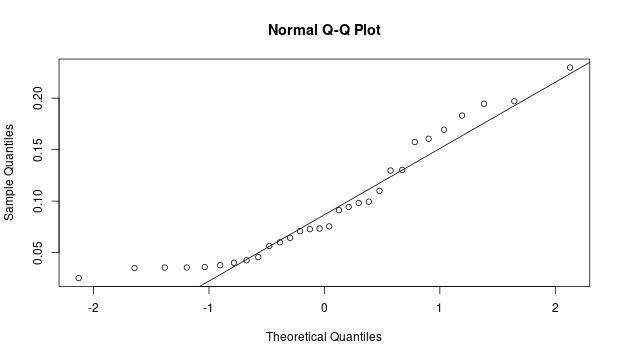 Normal Q-Q Plot
Sample Quantiles
0.20
0.15
0.10
0.05
-2 -1 0 1 2
Theoretical Quantiles